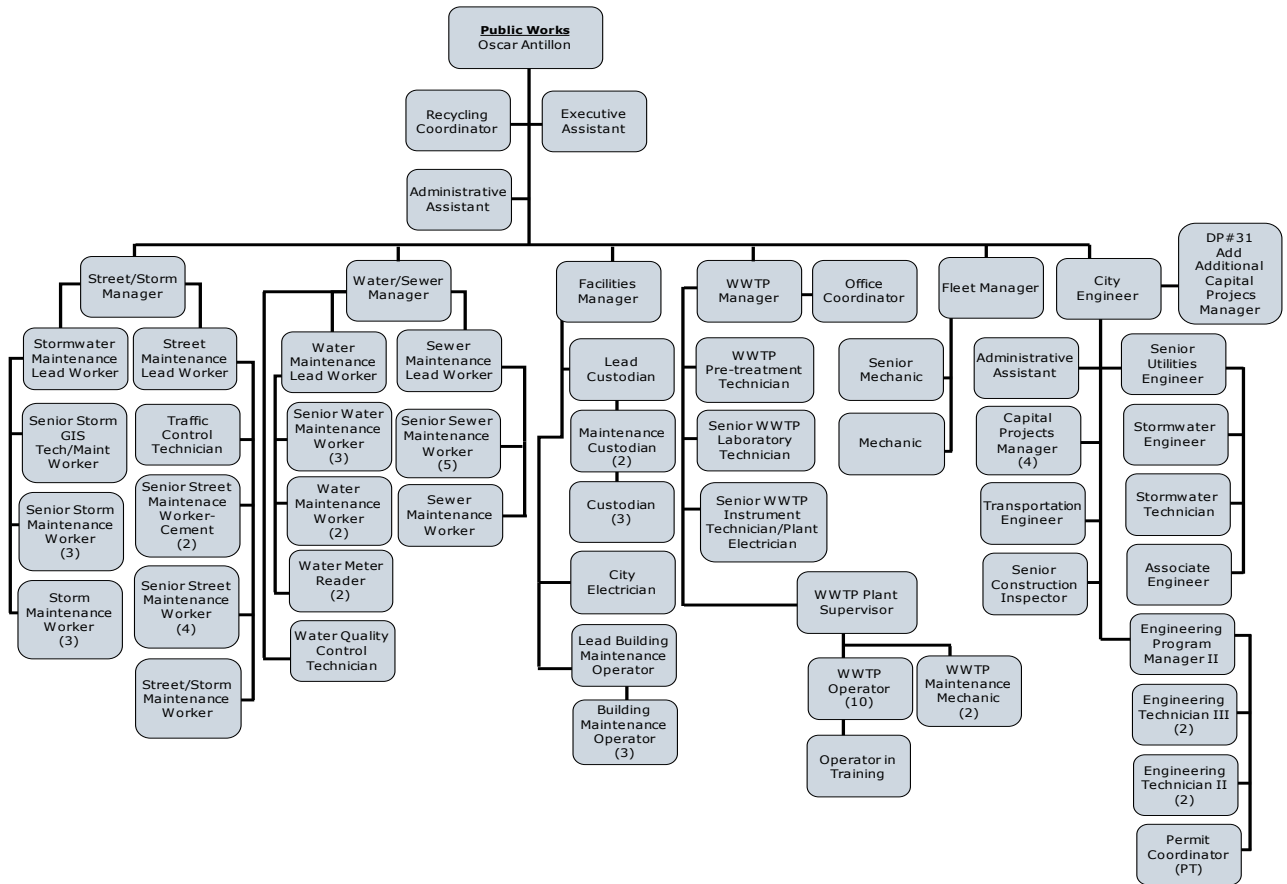 Public Works
Oscar Antillon
Recycling
Coordinator
Executive
Assistant
Administrative
Assistant
Street/Storm
Manager
Water/Sewer
Manager
Facilities
Manager
WWTP
Manager
Office
Coordinator
Fleet Manager
City
Engineer
DP#31
Add
Additional
Capital
Projecs
Manager
Stormwater
Maintenance
Lead Worker
Street
Maintenance
Lead Worker
Senior Storm
GIS
Tech/Maint
Worker
Senior Storm
Maintenance
Worker
(3)
Storm
Maintenance
Worker
(3)
Traffic
Control
Technician
Senior Street
Maintenace
Worker-
Cement
(2)
Senior Street
Maintenance
Worker
(4)
Street/Storm
Maintenance
Worker
Water
Maintenance
Lead Worker
Senior Water
Maintenance
Worker
(3)
Water
Maintenance
Worker
(2)
Water Meter
Reader
(2)
Water Quality
Control
Technician
Sewer
Maintenance
Lead Worker
Senior Sewer
Maintenance
Worker
(5)
Sewer
Maintenance
Worker
Lead
Custodian
Maintenance
Custodian
(2)
Custodian
(3)
City
Electrician
Lead Building
Maintenance
Operator
Building
Maintenance
Operator
(3)
WWTP
Pre-treatment
Technician
Senior WWTP
Laboratory
Technician
Senior WWTP
Instrument
Technician/Plant
Electrician
WWTP Plant
Supervisor
WWTP
Operator
(10)
WWTP
Maintenance
Mechanic
(2)
Operator in
Training
Senior
Mechanic
Mechanic
Administrative
Assistant
Capital
Projects
Manager
(4)
Transportation
Engineer
Senior
Construction
Inspector
Senior
Utilities
Engineer
Stormwater
Engineer
Stormwater
Technician
Associate
Engineer
Engineering
Program
Manager II
Engineering
Technician III
(2)
Engineering
Technician II
(2)
Permit
Coordinator
(PT)